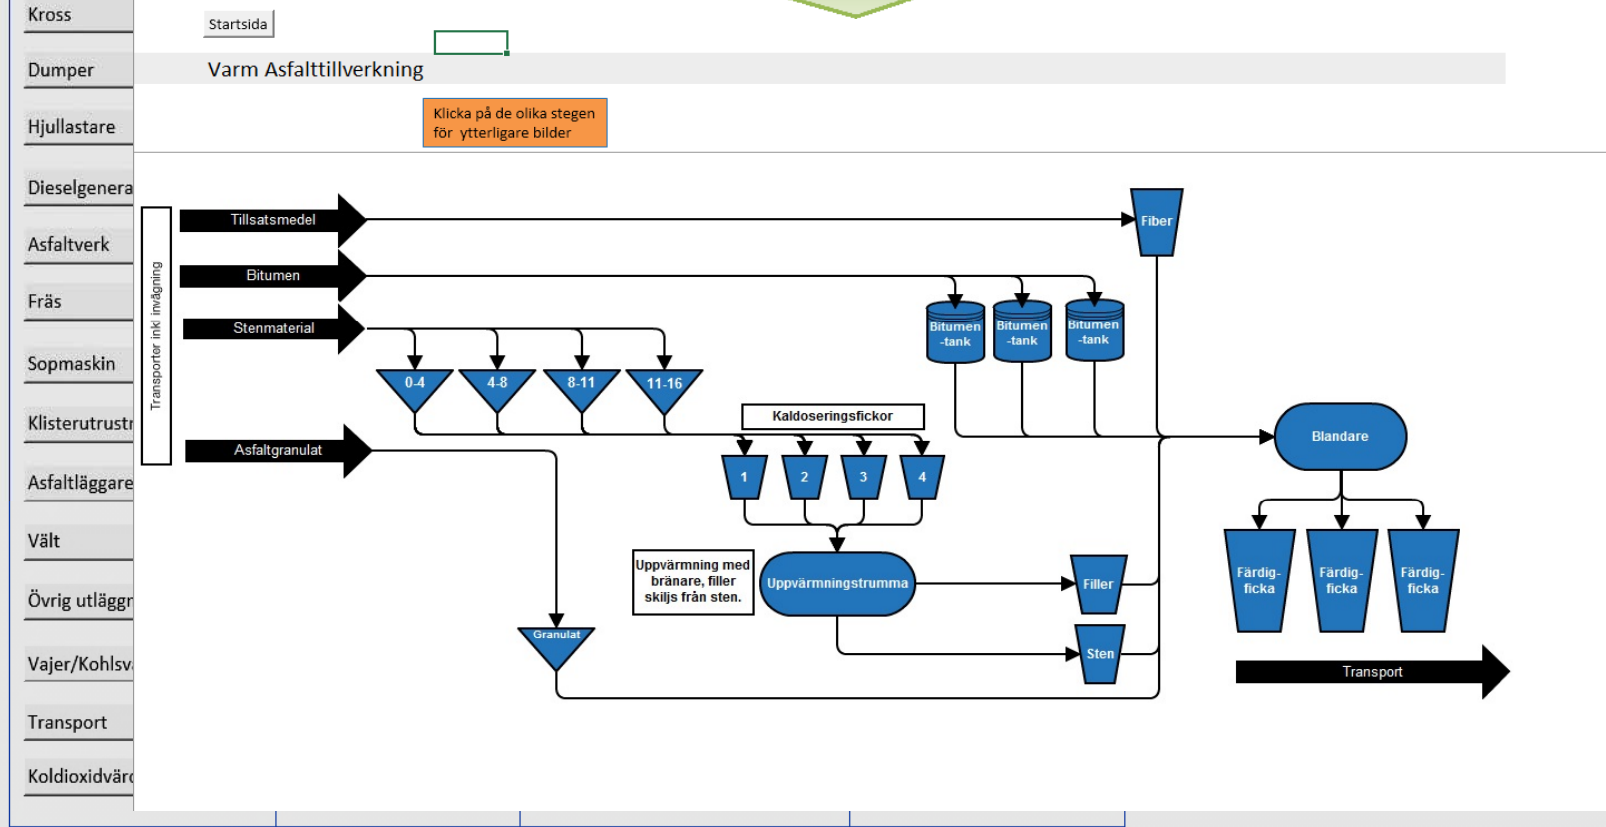 Kross
Dumper
Hjullastare
Dieselgenera
Asfaltverk
Fräs
Sopmaskin
Klisterutrustr
Asfaltläggare
Vält
Övrig utläggr
Vajer/Kohlsv
Transport
Koldioxidvärd
Startsida
Varm Asfalttillverkning
Klicka på de olika stegen
för ytterligare bilder
Transporter inkl invägning
Tillsatsmedel
Bitumen
Stenmaterial
Asfaltgranulat
Fiber
Bitumen
-tank
Bitumen
-tank
Bitumen
-tank
0-4
4-8
8-11
11-16
Kaldoseringsfickor
1
2
3
4
Blandare
Uppvärmning med
bränare, filler
skiljs från sten.
Uppvärmningstrumma
Filler
Sten
Granulat
Färdig-
ficka
Färdig-
ficka
Färdig-
ficka
Transport